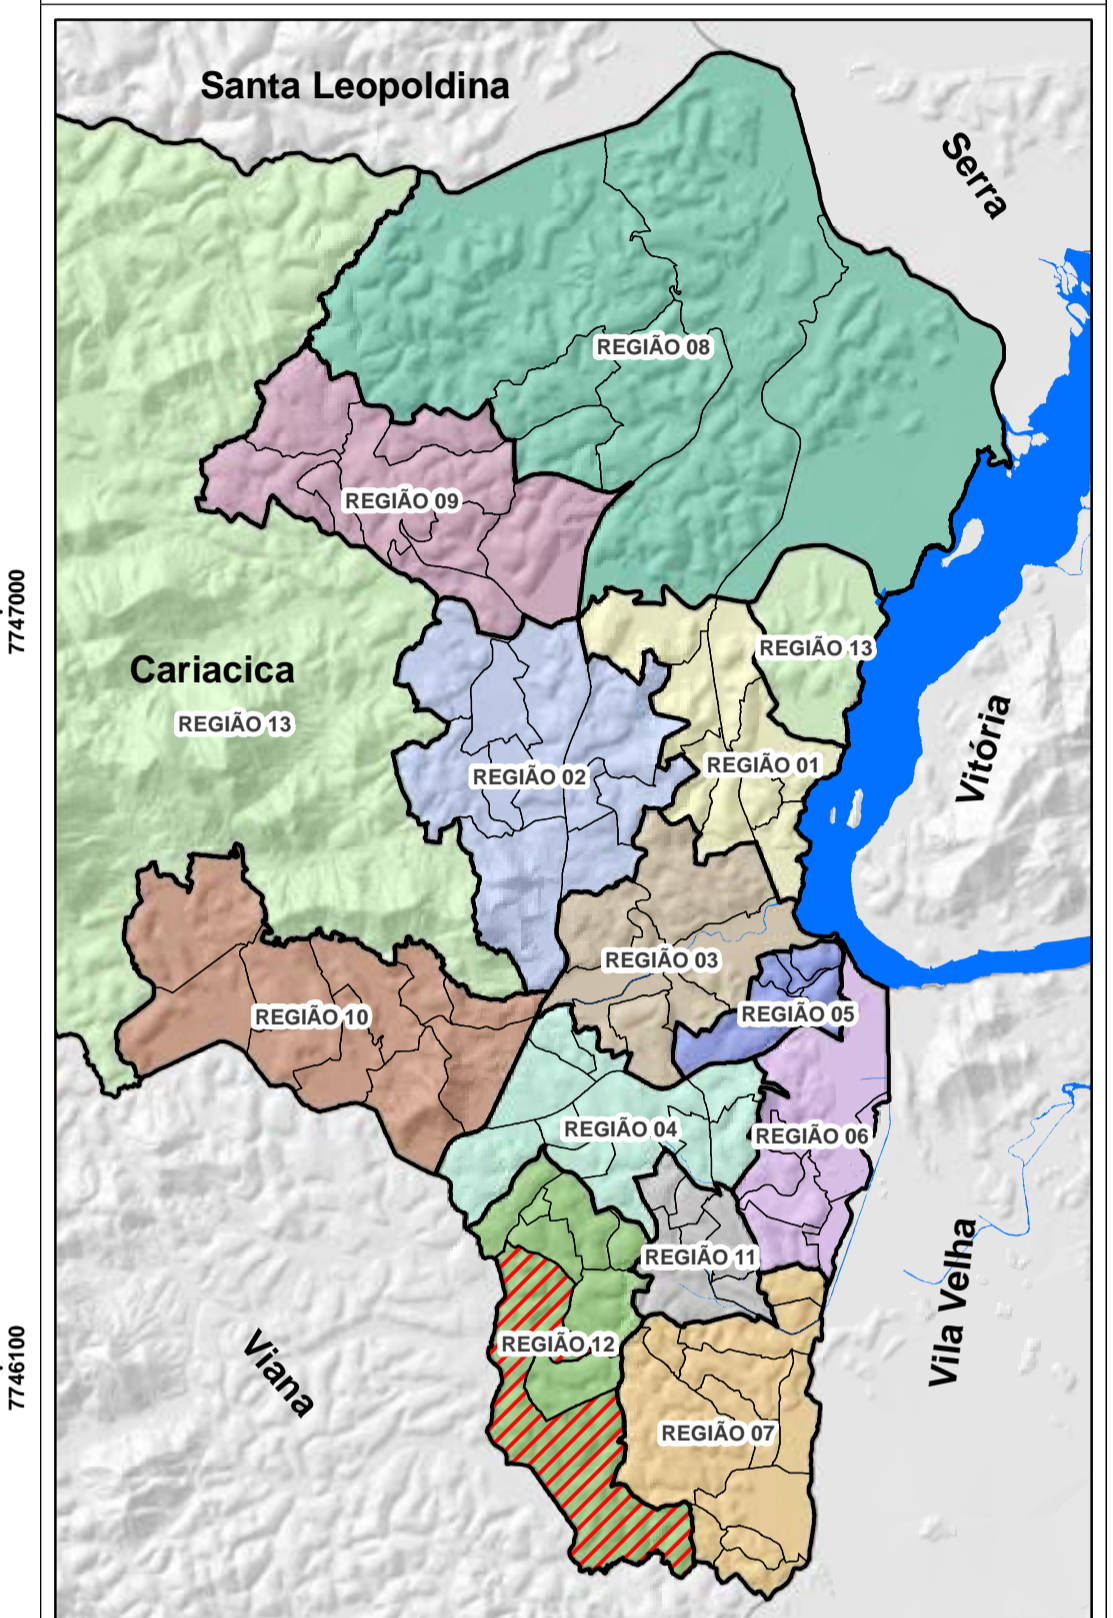 Santa Leopoldina
Serra
REGIÃO 08
REGIÃO 09
7747000
REGIÃO 13
Cariacica
REGIÃO 13
Vitória
REGIÃO 01
REGIÃO 02
REGIÃO 03
REGIÃO 05
REGIÃO 10
REGIÃO 04
REGIÃO 06
REGIÃO 11
Vila Velha
REGIÃO 12
Viana
7746100
REGIÃO 07